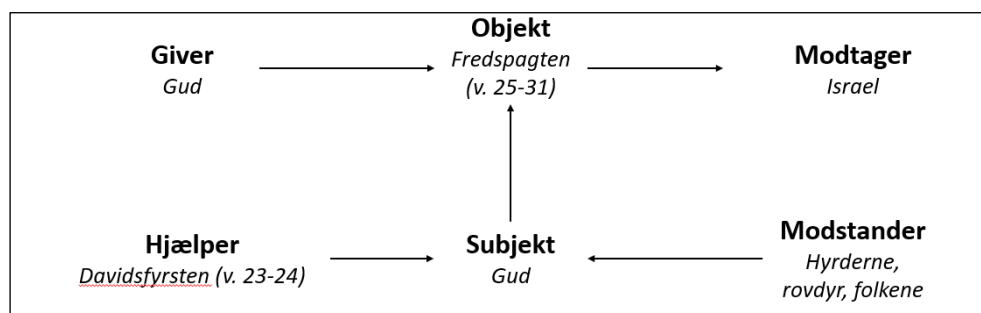 Giver
Gud
Objekt
Fredspagten
(v. 25-31)
Modtager
Israel
Hjælper
Davidsfyrsten (v. 23-24)
Subjekt
Gud
Modstander
Hyrderne,
rovdyr, folkene